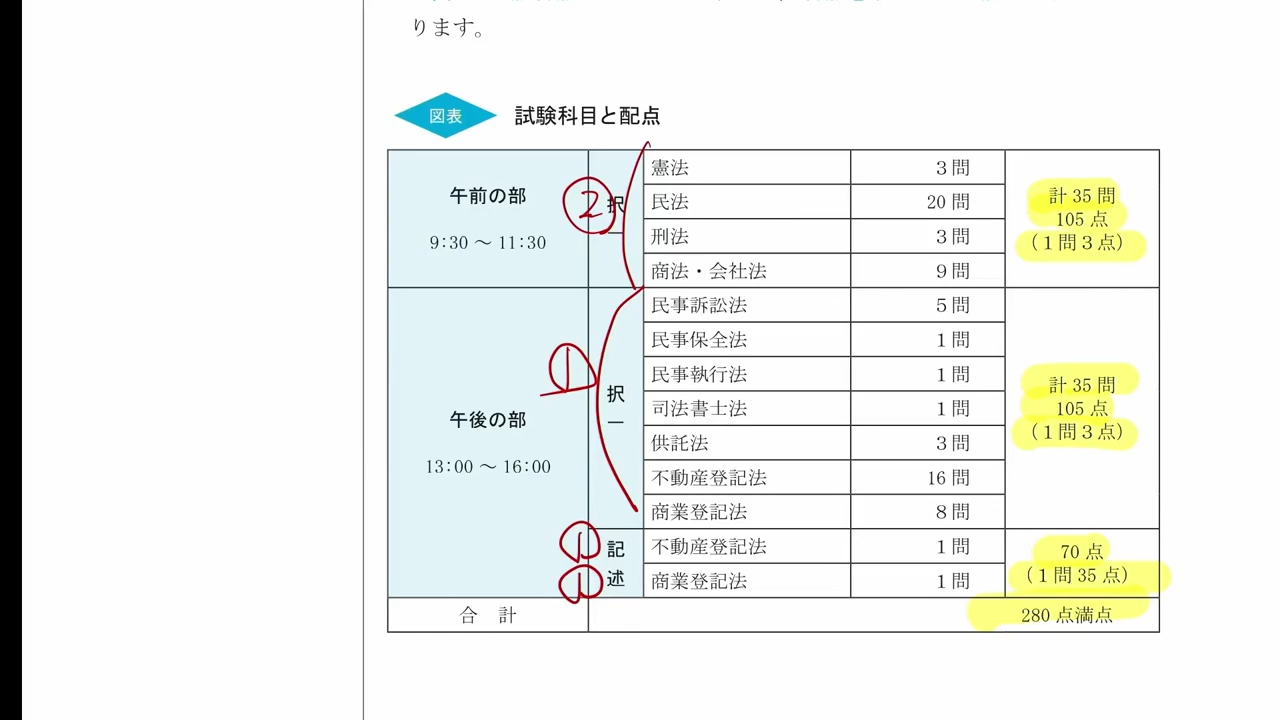 ります。
図表 試験科目と配点
午前の部
9:30 ～ 11:30
択一
②
憲法 3問
民法 20問
刑法 3問
商法・会社法 9問
計35問
105点
（1問3点）
午後の部
13:00 ～ 16:00
択一
①
民事訴訟法 5問
民事保全法 1問
民事執行法 1問
司法書士法 1問
供託法 3問
不動産登記法 16問
商業登記法 8問
計35問
105点
（1問3点）
記述
①
①
不動産登記法 1問
商業登記法 1問
70点
（1問35点）
合 計 280点満点